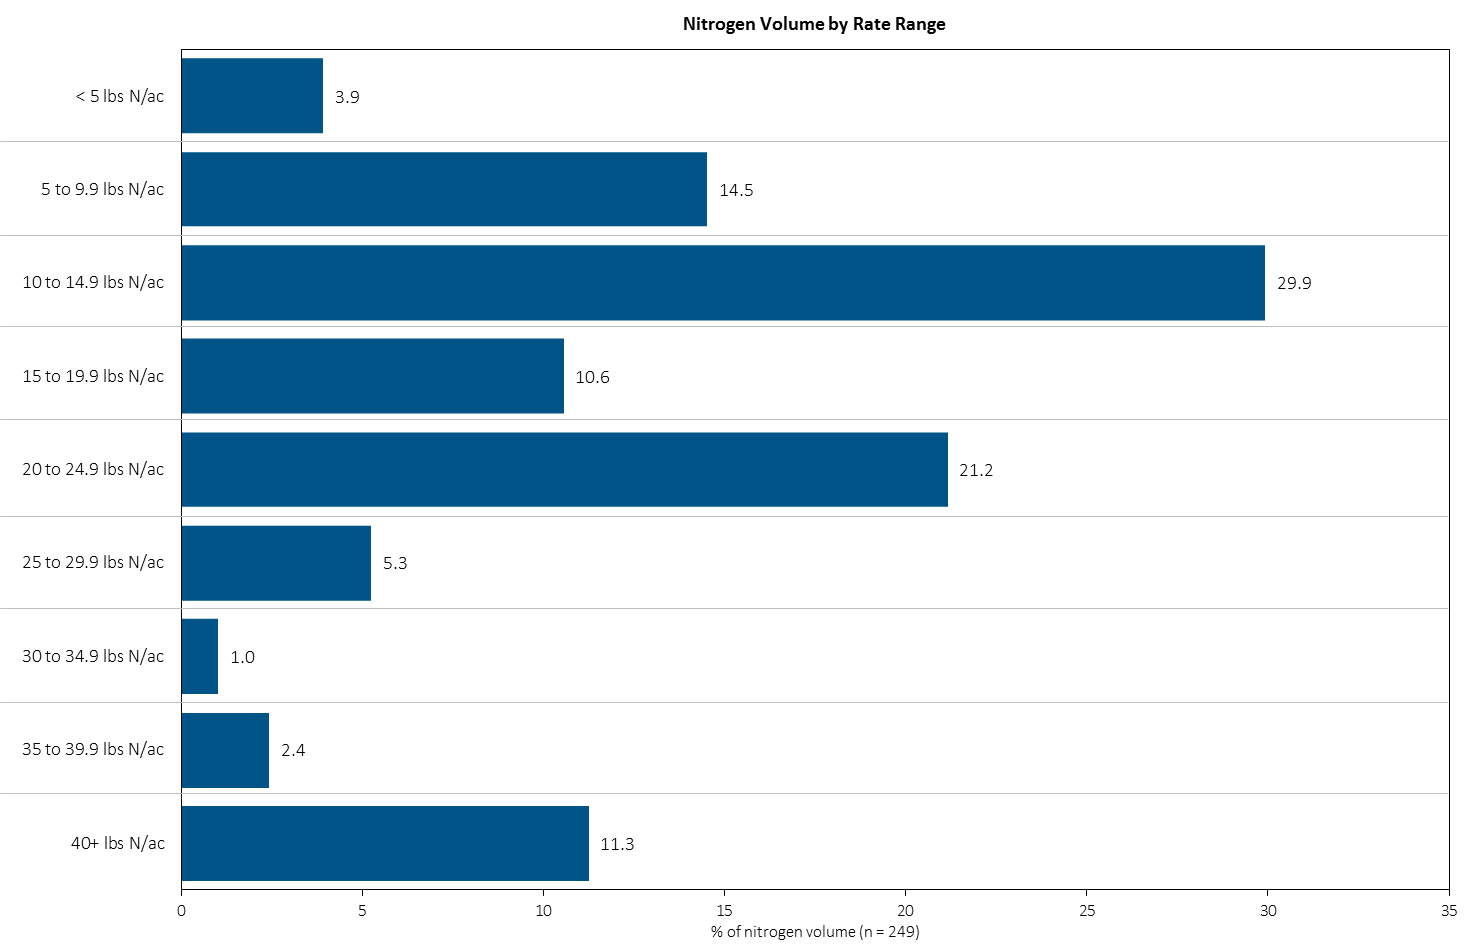 Nitrogen Volume by Rate Range
< 5 lbs N/ac
3.9
5 to 9.9 lbs N/ac
14.5
10 to 14.9 lbs N/ac
29.9
15 to 19.9 lbs N/ac
10.6
20 to 24.9 lbs N/ac
21.2
25 to 29.9 lbs N/ac
5.3
30 to 34.9 lbs N/ac
1.0
35 to 39.9 lbs N/ac
2.4
40+ lbs N/ac
11.3
0 5 10 15 20 25 30 35
% of nitrogen volume (n = 249)